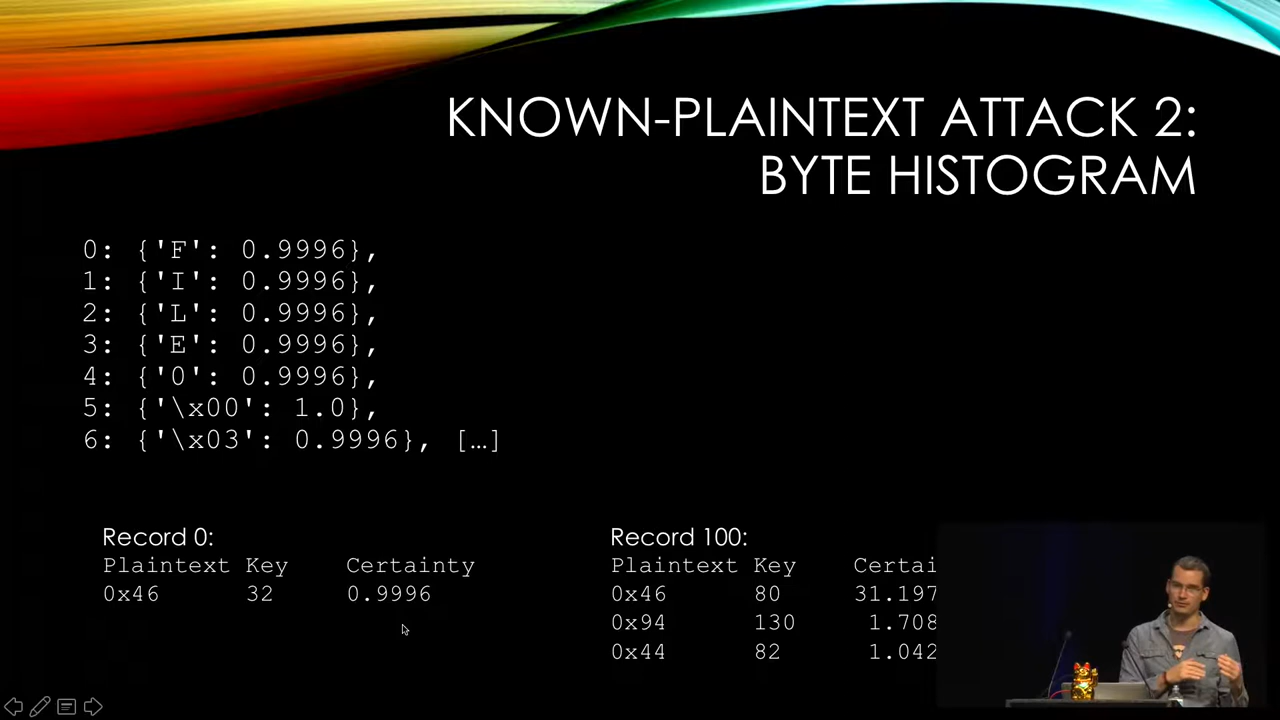 KNOWN-PLAINTEXT ATTACK 2:
BYTE HISTOGRAM
0: {'F': 0.9996},
1: {'I': 0.9996},
2: {'L': 0.9996},
3: {'E': 0.9996},
4: {'0': 0.9996},
5: {'\x00': 1.0},
6: {'\x03': 0.9996}, […]
Record 0:
Plaintext Key Certainty
0x46 32 0.9996
Record 100:
Plaintext Key Certai
0x46 80 31.197
0x94 130 1.708
0x44 82 1.042